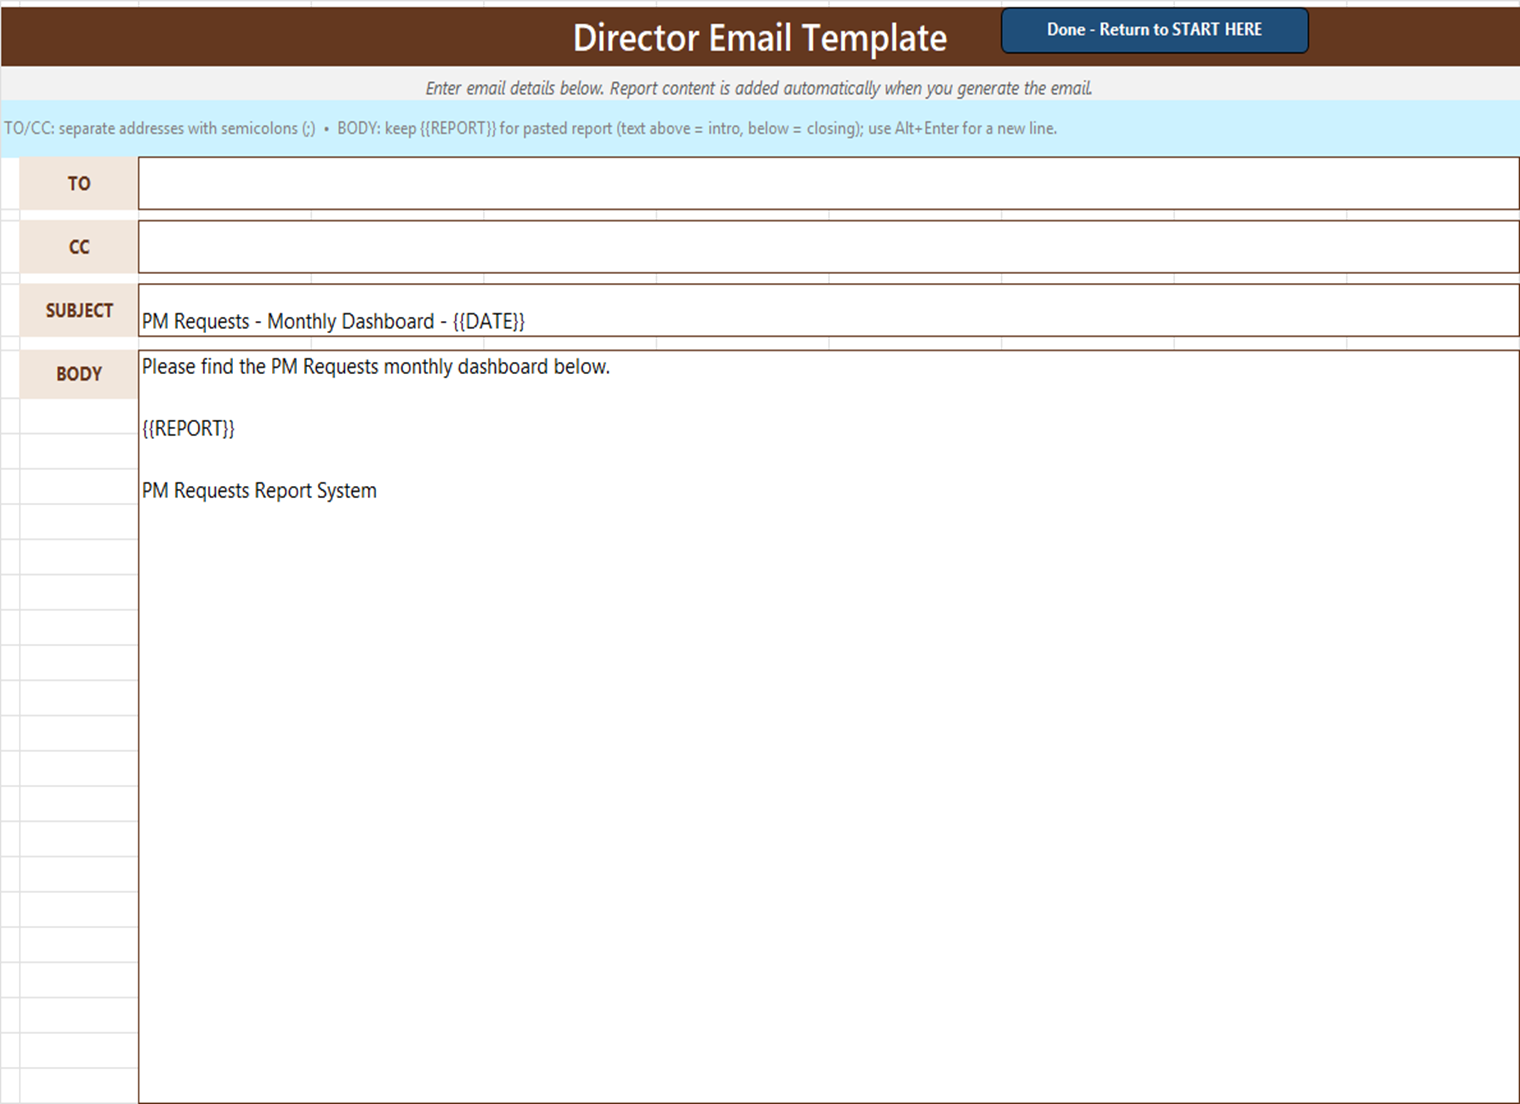 Director Email Template
Done - Return to START HERE
Enter email details below. Report content is added automatically when you generate the email.
TO/CC: separate addresses with semicolons (;)  •  BODY: keep {{REPORT}} for pasted report (text above = intro, below = closing); use Alt+Enter for a new line.
TO
CC
SUBJECT
PM Requests - Monthly Dashboard - {{DATE}}
BODY
Please find the PM Requests monthly dashboard below.
{{REPORT}}
PM Requests Report System